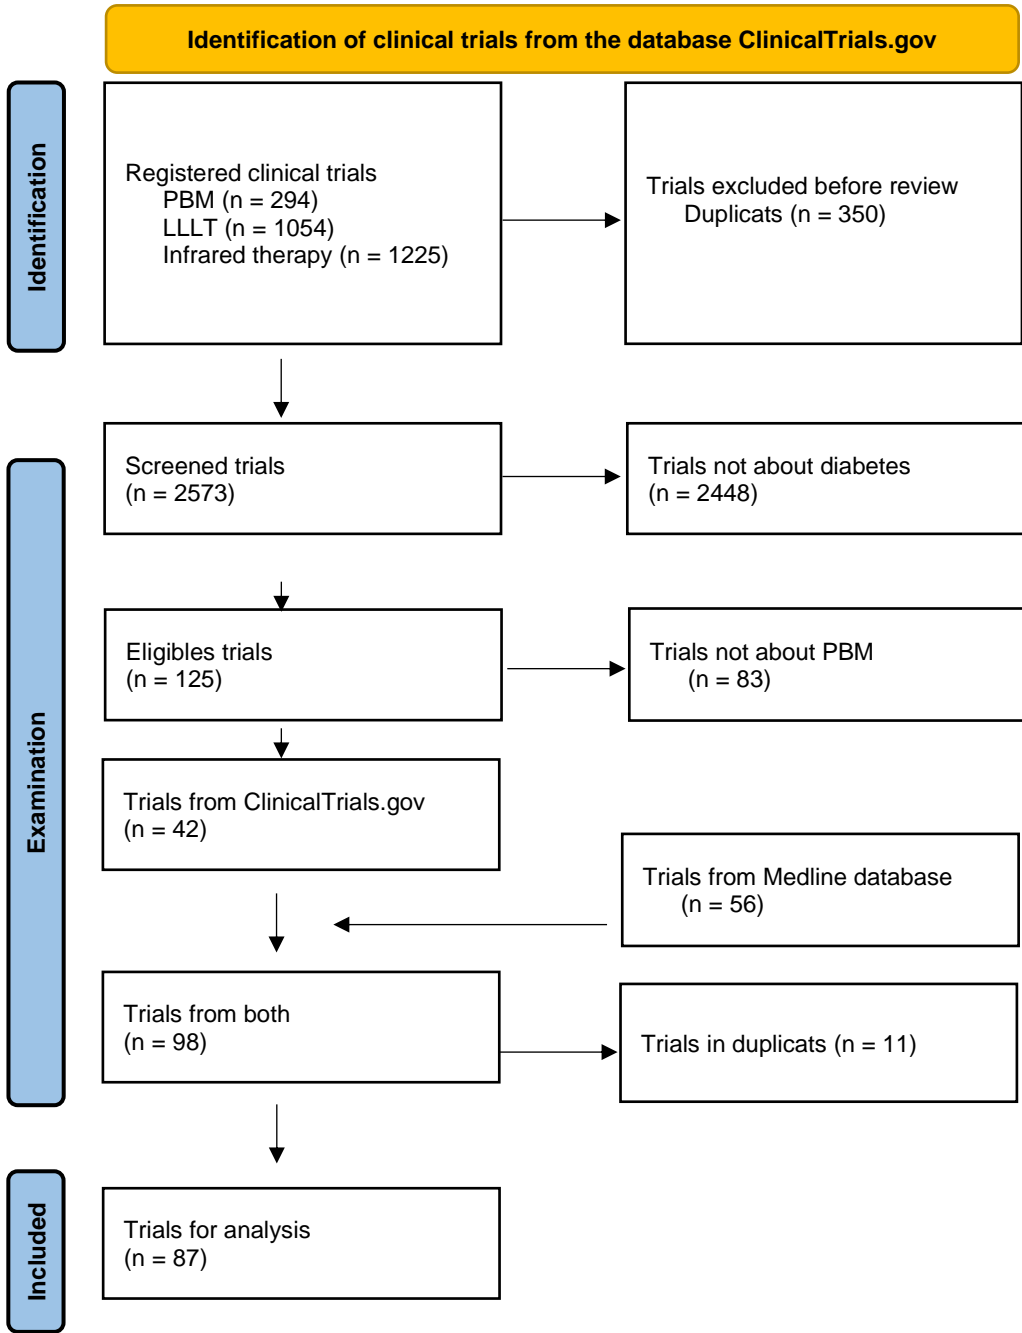 Identification of clinical trials from the database ClinicalTrials.gov
Identification
Registered clinical trials
PBM (n = 294)
LLLT (n = 1054)
Infrared therapy (n = 1225)
Trials excluded before review
Duplicats (n = 350)
Examination
Screened trials
(n = 2573)
Trials not about diabetes
(n = 2448)
Eligibles trials
(n = 125)
Trials not about PBM
(n = 83)
Trials from ClinicalTrials.gov
(n = 42)
Trials from Medline database
(n = 56)
Trials from both
(n = 98)
Trials in duplicats (n = 11)
Included
Trials for analysis
(n = 87)